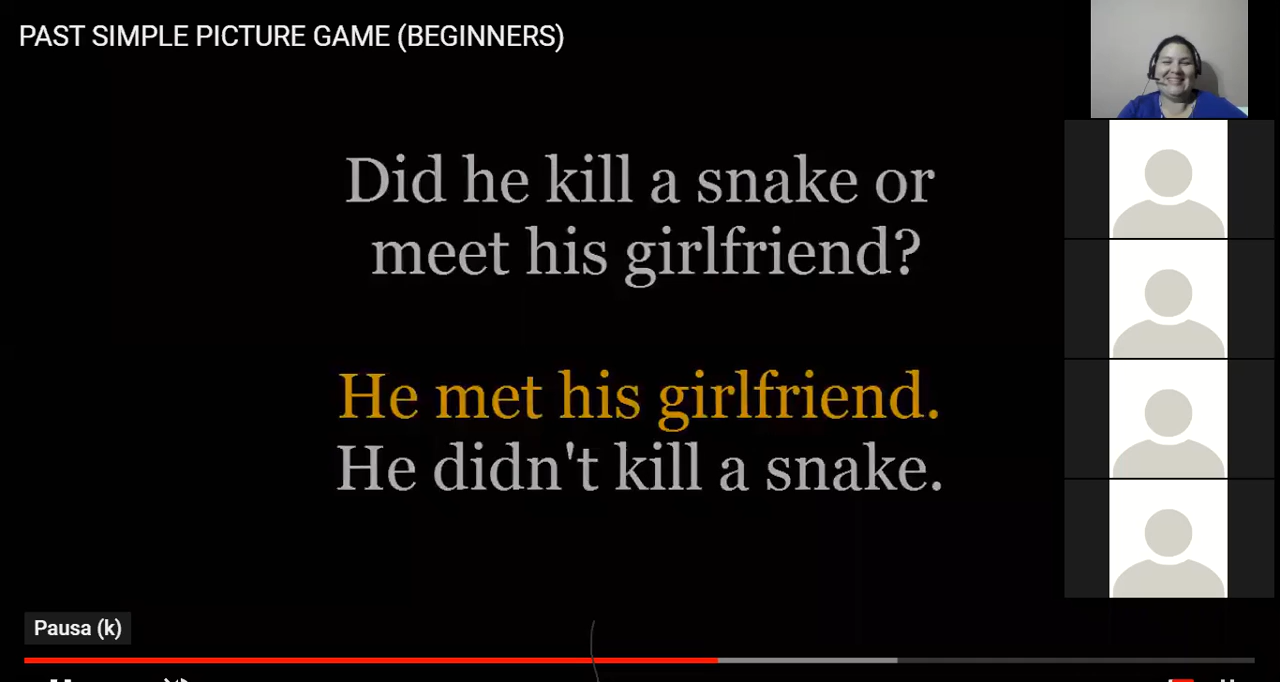 PAST SIMPLE PICTURE GAME (BEGINNERS)
Did he kill a snake or
meet his girlfriend?
He met his girlfriend.
He didn't kill a snake.
Pausa (k)